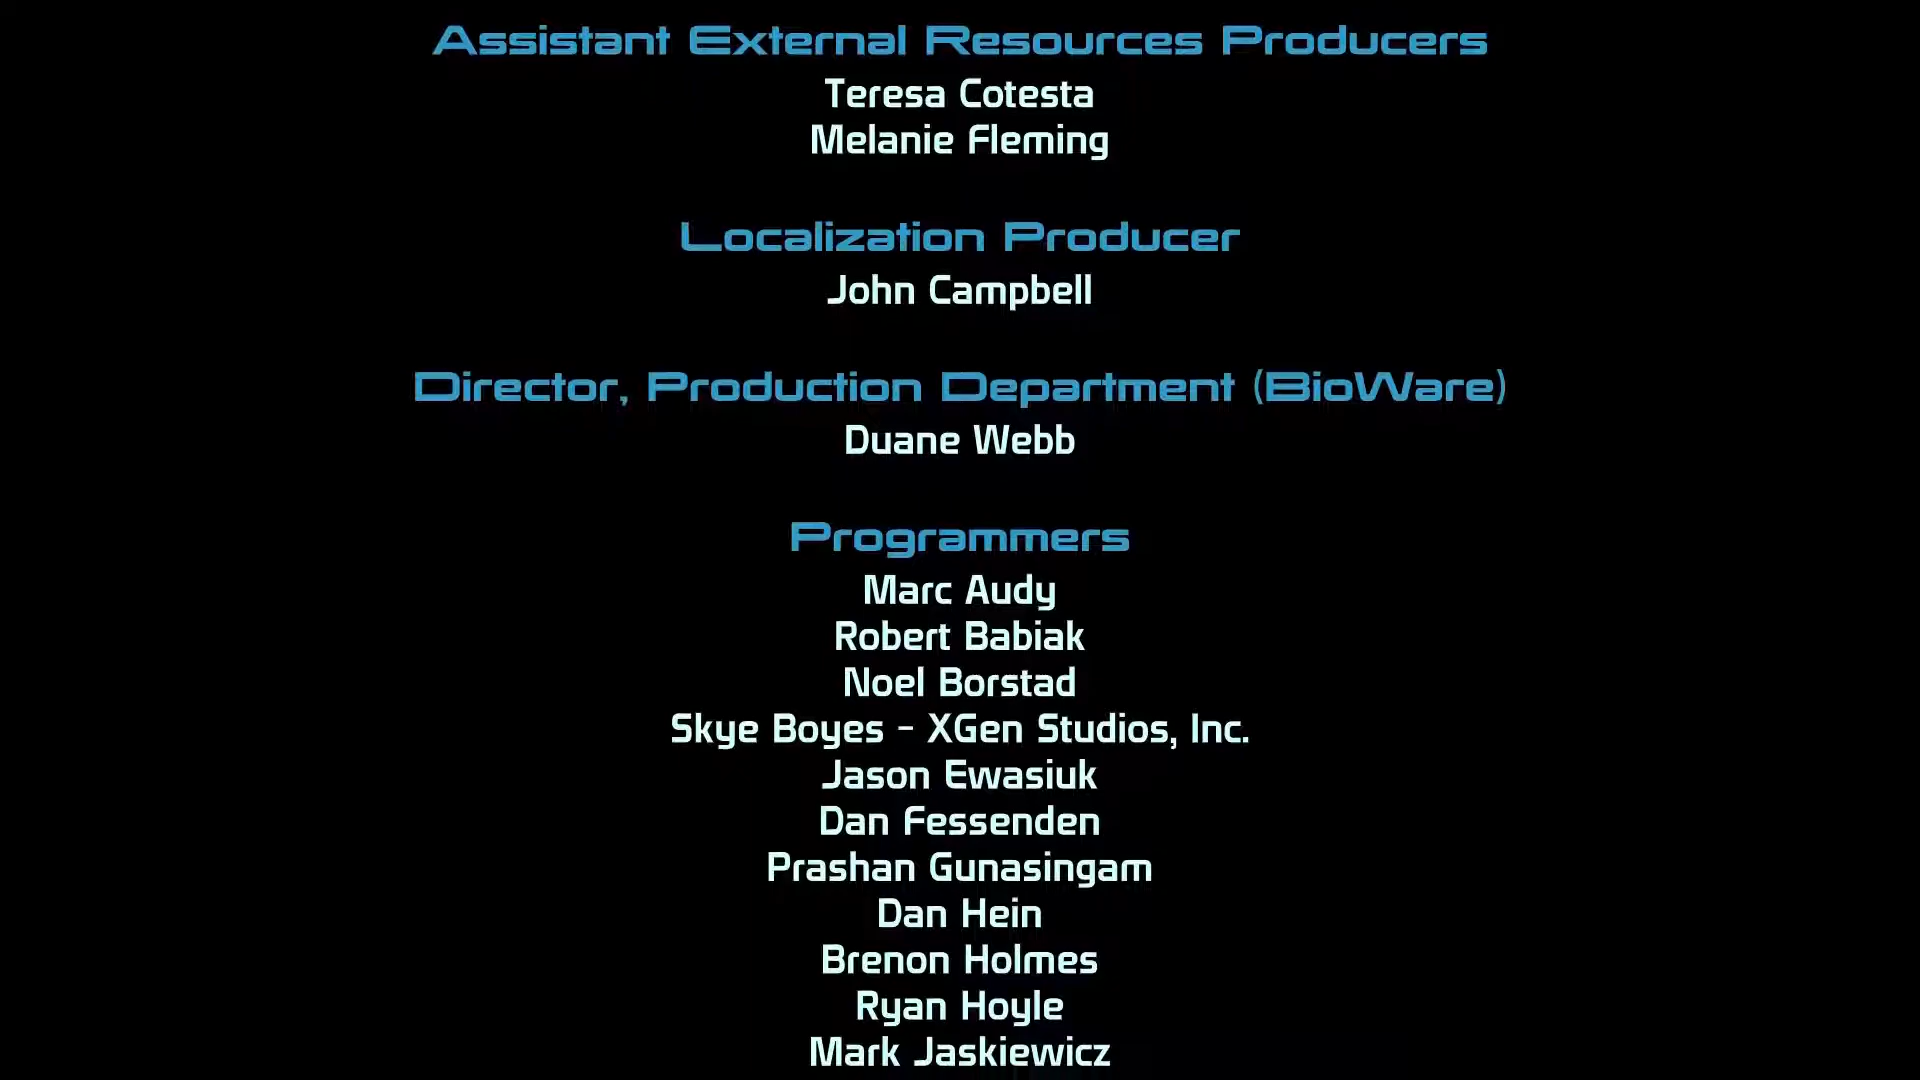 Assistant External Resources Producers
Teresa Cotesta
Melanie Fleming
Localization Producer
John Campbell
Director, Production Department (BioWare)
Duane Webb
Programmers
Marc Audy
Robert Babiak
Noel Borstad
Skye Boyes - XGen Studios, Inc.
Jason Ewasiuk
Dan Fessenden
Prashan Gunasingam
Dan Hein
Brenon Holmes
Ryan Hoyle
Mark Jaskiewicz